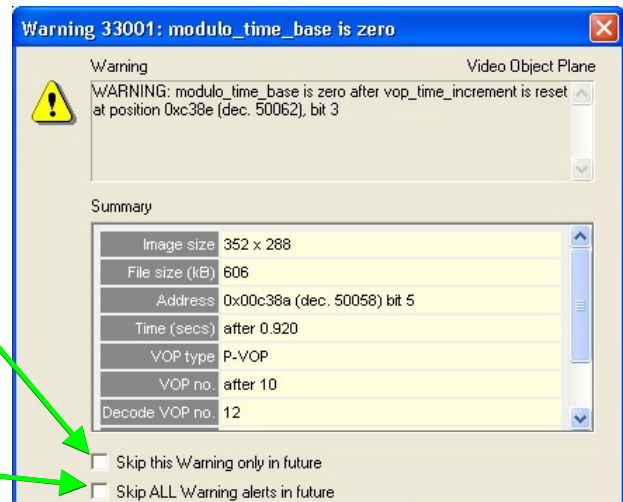 Warning 33001: modulo_time_base is zero
Warning Video Object Plane
WARNING: modulo_time_base is zero after vop_time_increment is reset
at position 0xc38e (dec. 50062), bit 3
Summary
Image size 352 x 288
File size (kB) 606
Address 0x00c38a (dec. 50058) bit 5
Time (secs) after 0.920
VOP type P-VOP
VOP no. after 10
Decode VOP no. 12
Skip this Warning only in future
Skip ALL Warning alerts in future